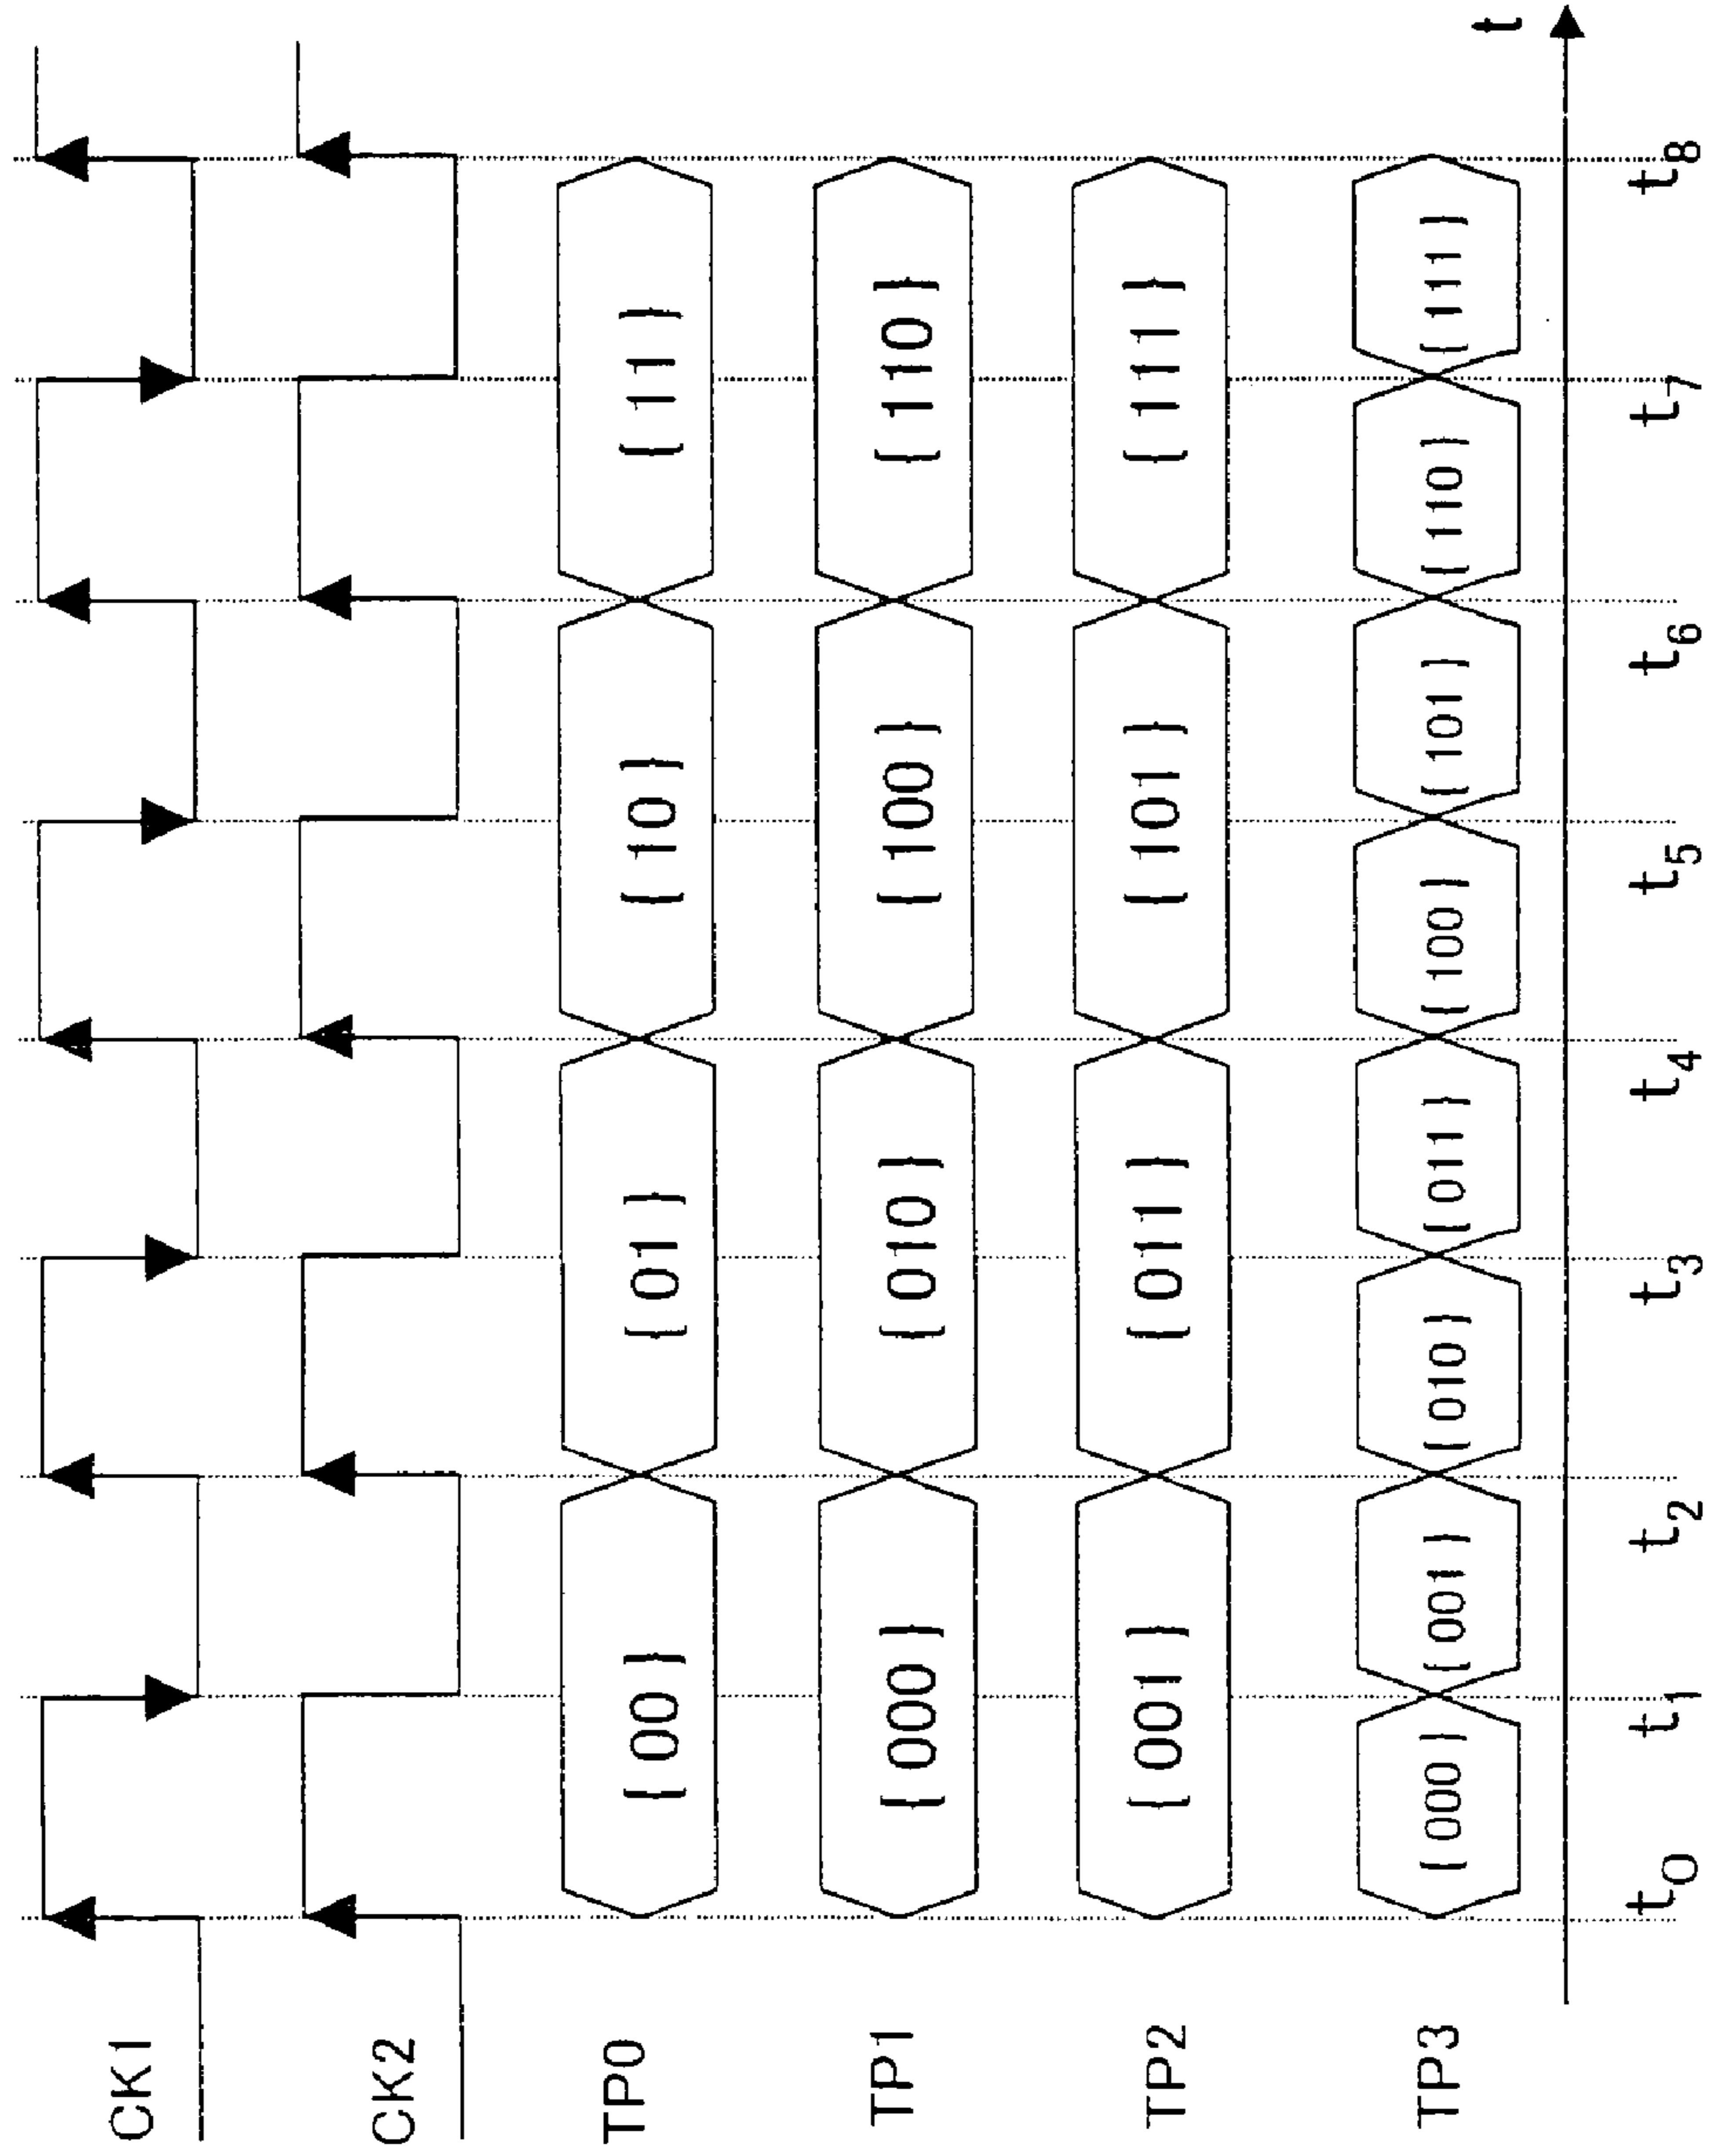 CK1
CK2
TP0 { 00 } { 01 } { 10 } { 11 }
TP1 { 000 } { 010 } { 100 } { 110 }
TP2 { 001 } { 011 } { 101 } { 111 }
TP3 { 000 } { 001 } { 010 } { 011 } { 100 } { 101 } { 110 } { 111 }
t
t0 t1 t2 t3 t4 t5 t6 t7 t8